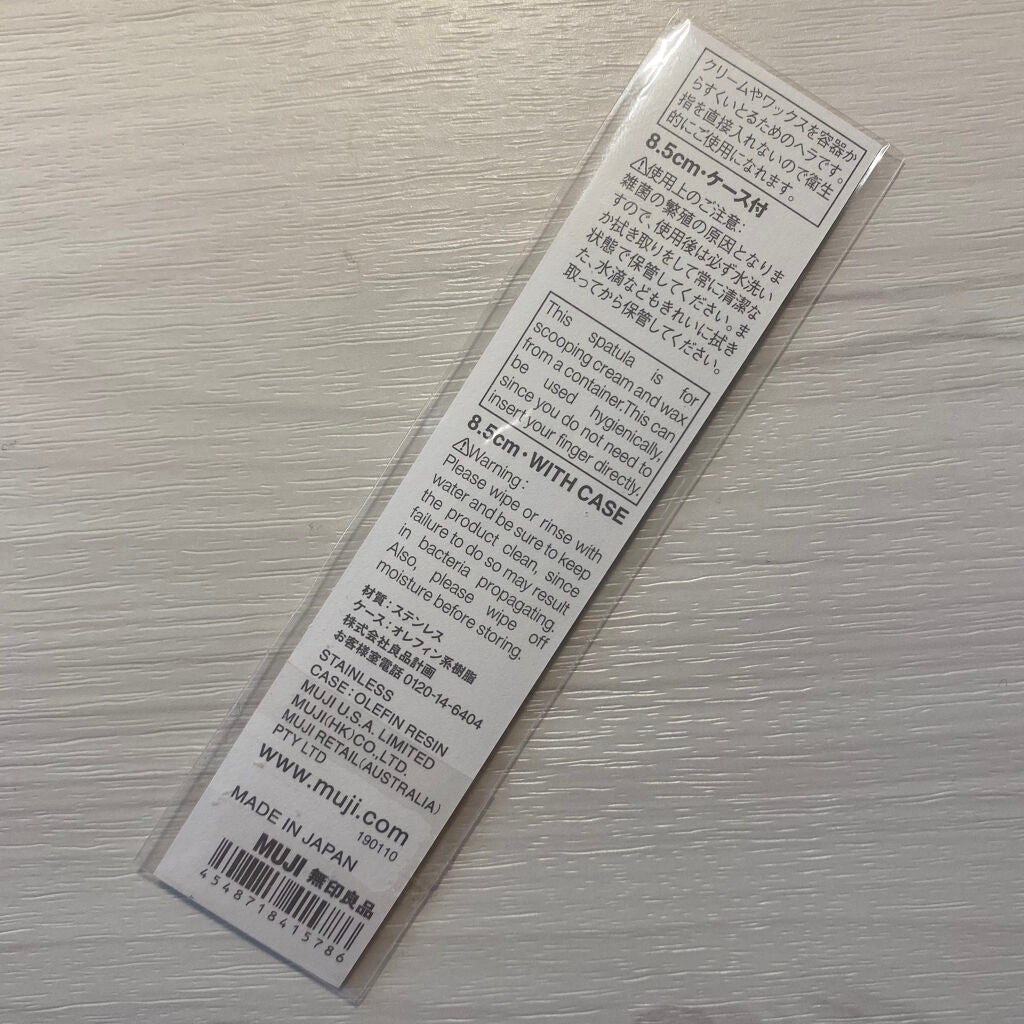 クリームやワックスを容器か
らすくいとるためのヘラです。
指を直接入れないので衛生
的にご使用になれます。
8.5cm・ケース付
⚠使用上のご注意:
雑菌の繁殖の原因となりま
すので、使用後は必ず水洗い
か拭き取りをして常に清潔な
状態で保管してください。ま
た、水滴などもきれいに拭き
取ってから保管してください。
This spatula is for
scooping cream and wax
from a container.This can
be used hygienically,
since you do not need to
insert your finger directly.
8.5cm・WITH CASE
⚠Warning:
Please wipe or rinse with
water and be sure to keep
the product clean, since
failure to do so may result
in bacteria propagating.
Also, please wipe off
moisture before storing.
材質:ステンレス
ケース:オレフィン系樹脂
株式会社良品計画
お客様室電話 0120-14-6404
STAINLESS
CASE:OLEFIN RESIN
MUJI U.S.A. LIMITED
MUJI(HK)CO.,LTD.
MUJI RETAIL(AUSTRALIA)
PTY LTD
www.muji.com
190110
MADE IN JAPAN
MUJI 無印良品
4548718415786